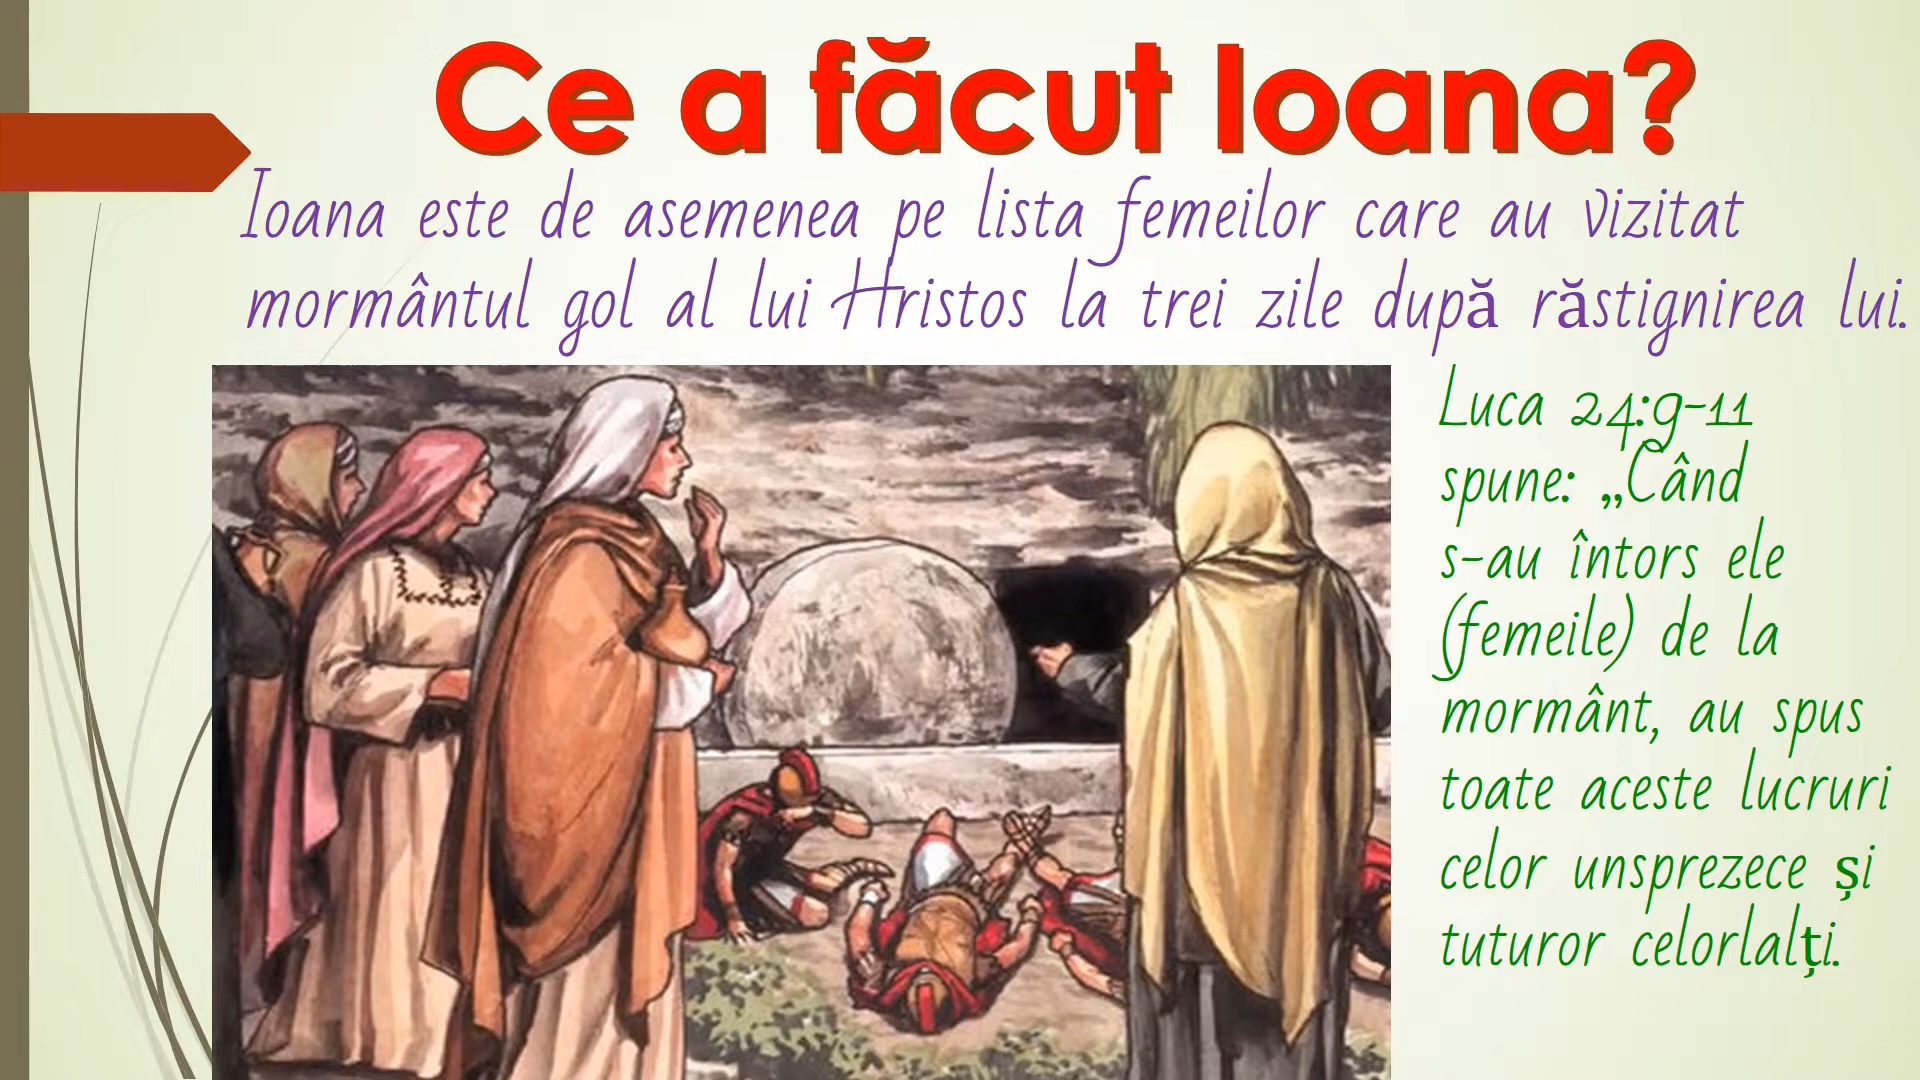 Ce a făcut Ioana?
Ioana este de asemenea pe lista femeilor care au vizitat
mormântul gol al lui Hristos la trei zile după răstignirea lui.
Luca 24:9-11
spune: „Când
s-au întors ele
(femeile) de la
mormânt, au spus
toate aceste lucruri
celor unsprezece și
tuturor celorlalți.